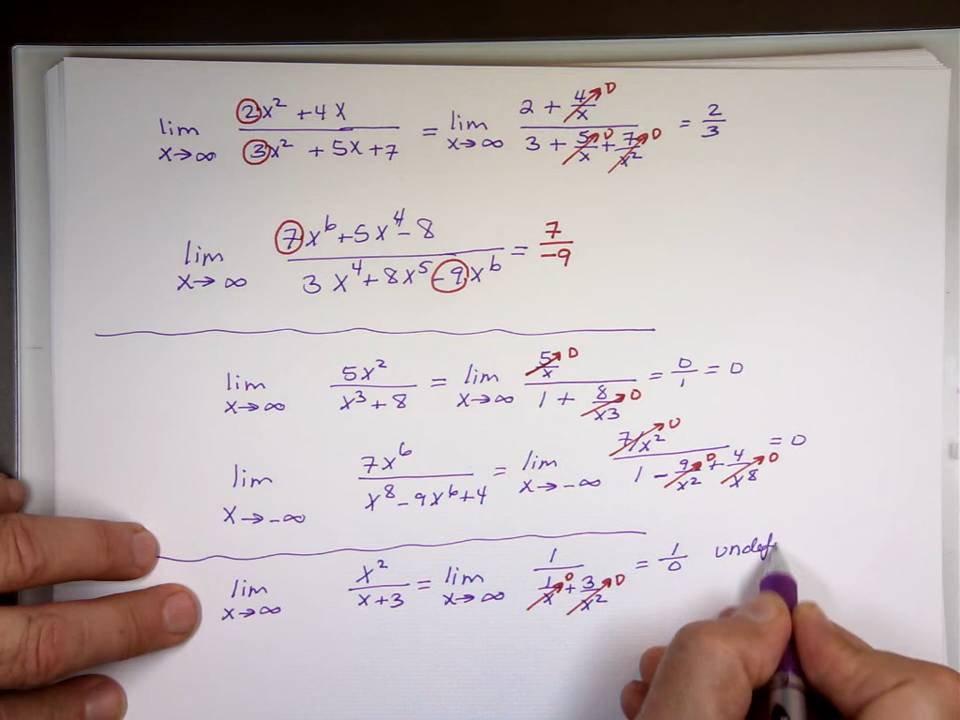 lim x→∞ 2x² + 4x / 3x² + 5x + 7 = lim x→∞ 2 + 4/x → 0 / 3 + 5/x → 0 + 7/x² → 0 = 2/3
lim x→∞ 7x⁶ + 5x⁴ - 8 / 3x⁴ + 8x⁵ - 9x⁶ = 7/-9
lim x→∞ 5x² / x³ + 8 = lim x→∞ 5/x → 0 / 1 + 8/x3 → 0 = 0/1 = 0
lim x→-∞ 7x⁶ / x⁸ - 9x⁶ + 4 = lim x→-∞ 7/x² → 0 / 1 - 9/x² → 0 + 4/x⁸ → 0 = 0
lim x→∞ x² / x + 3 = lim x→∞ 1 / 1/x → 0 + 3/x² → 0 = 1/0 undef